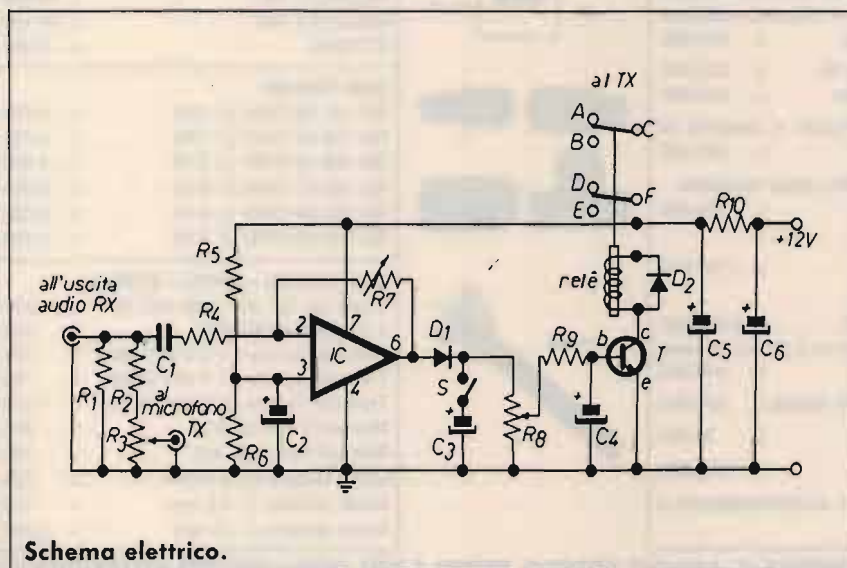 al TX
A
C
B
D
F
E
R10
+12V
R5
all'uscita
audio RX
R7
relè
D2
R4
2
7
IC
6
D1
R9
c
b
T
C5
C6
C1
3
4
S
e
R1
R2
al
microfono
TX
R3
R6
C2
+
C3
R8
C4
+
+
+
+
Schema elettrico.